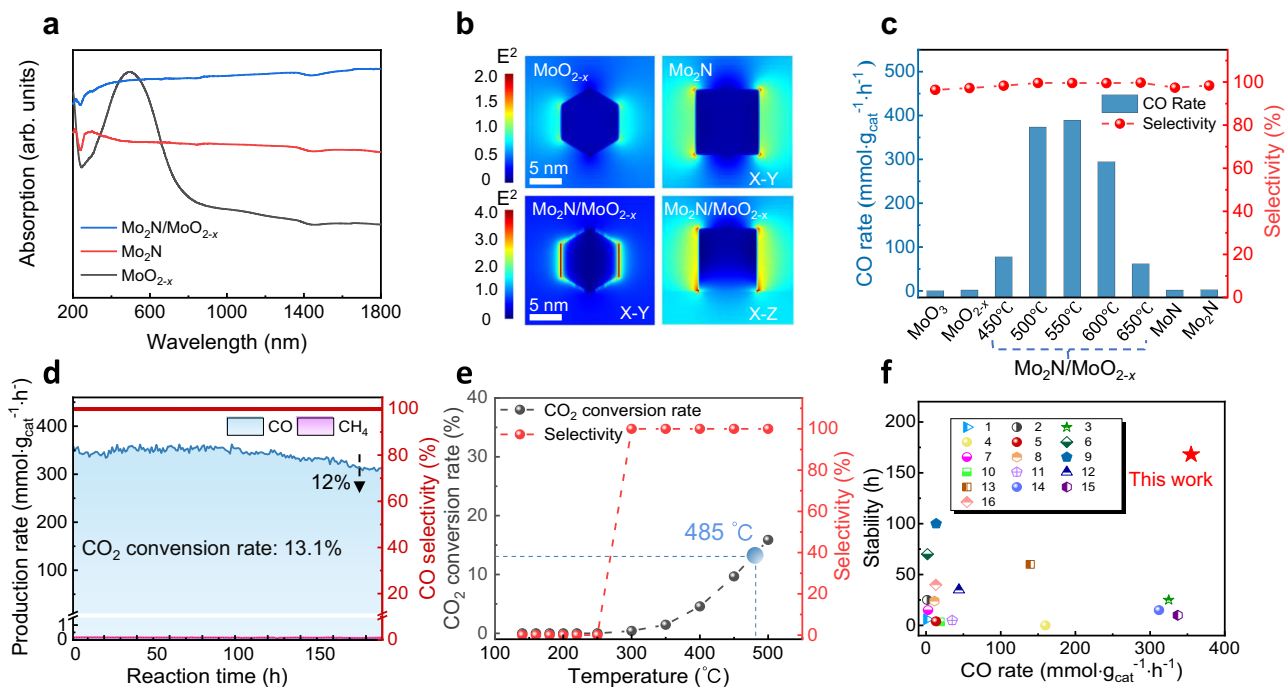 a
Absorption (arb. units)
Mo₂N/MoO₂₋ₓ
Mo₂N
MoO₂₋ₓ
200 600 1000 1400 1800
Wavelength (nm)
b
E²
2.0
1.5
1.0
0.5
0
MoO₂₋ₓ
5 nm
Mo₂N
X-Y
E²
4.0
3.0
2.0
1.0
0
Mo₂N/MoO₂₋ₓ
5 nm
X-Y
Mo₂N/MoO₂₋ₓ
X-Z
c
CO rate (mmol·g_cat⁻¹·h⁻¹)
500
400
300
200
100
0
CO Rate
Selectivity
100
80
60
40
20
0
Selectivity (%)
MoO₃ MoO₂₋ₓ 450°C 500°C 550°C 600°C 650°C MoN Mo₂N
Mo₂N/MoO₂₋ₓ
d
Production rate (mmol·g_cat⁻¹·h⁻)
400
300
200
100
1
0
CO CH₄
12%
CO₂ convension rate: 13.1%
100
80
60
40
20
0
CO selectivity (%)
0 50 100 150
Reaction time (h)
e
CO₂ conversion rate (%)
40
30
20
10
0
CO₂ conversion rate
Selectivity
485 °C
100
80
60
40
20
0
Selectivity (%)
100 200 300 400 500
Temperature (°C)
f
Stability (h)
200
150
100
50
0
1 2 3
4 5 6
7 8 9
10 11 12
13 14 15
16
This work
0 100 200 300 400
CO rate (mmol·g_cat⁻¹·h⁻¹)